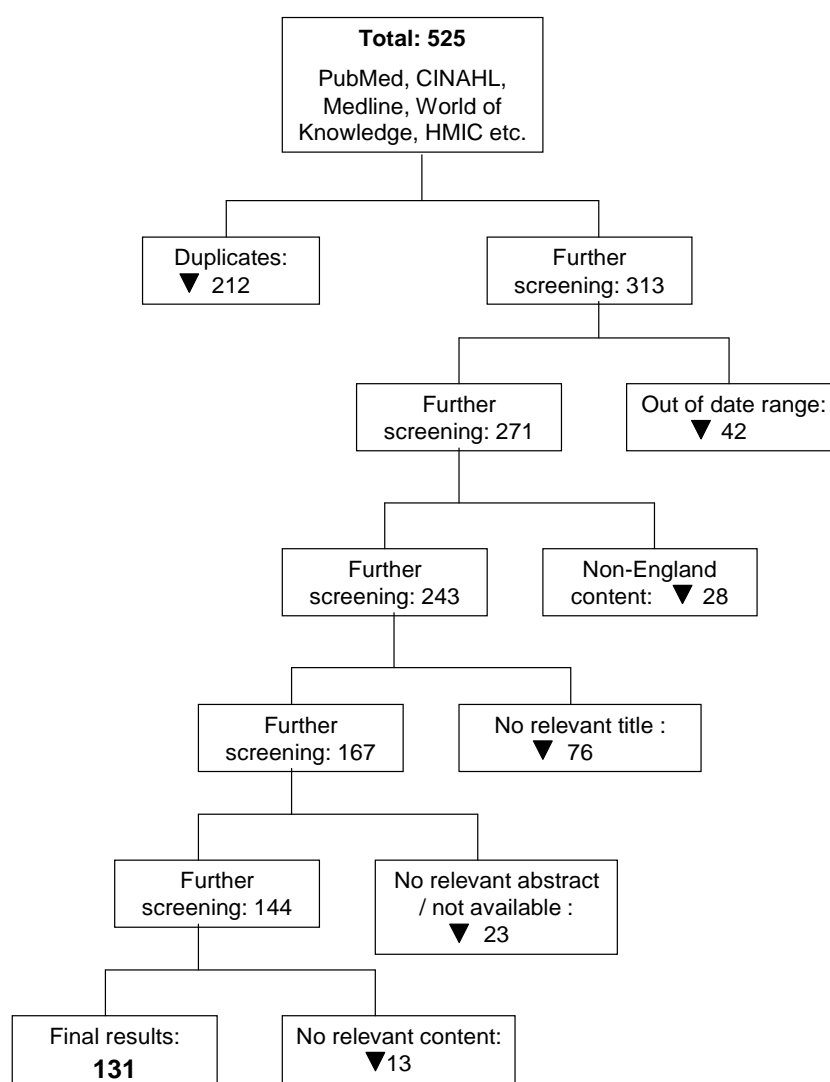 Total: 525
PubMed, CINAHL,
Medline, World of
Knowledge, HMIC etc.
Duplicates:
▼ 212
Further
screening: 313
Further
screening: 271
Out of date range:
▼ 42
Further
screening: 243
Non-England
content: ▼ 28
Further
screening: 167
No relevant title :
▼ 76
Further
screening: 144
No relevant abstract
/ not available :
▼ 23
Final results:
131
No relevant content:
▼13